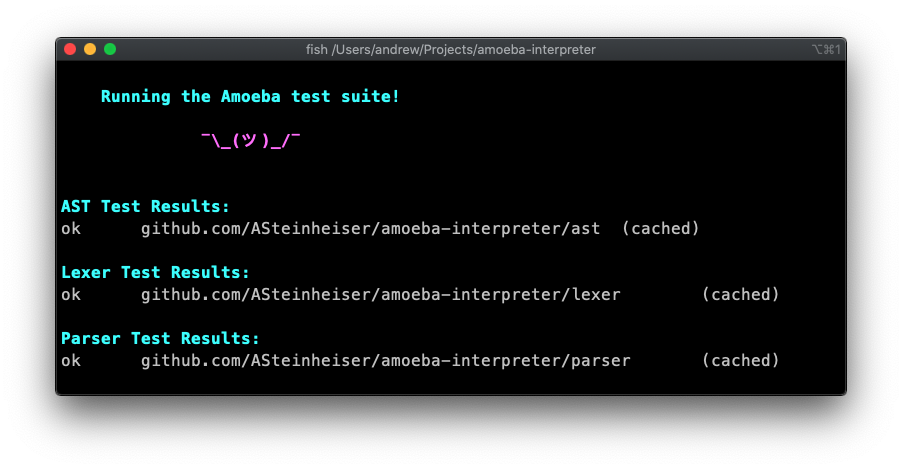 fish /Users/andrew/Projects/amoeba-interpreter
⌥⌘1
Running the Amoeba test suite!
¯\_(ツ)_/¯
AST Test Results:
ok      github.com/ASteinheiser/amoeba-interpreter/ast  (cached)
Lexer Test Results:
ok      github.com/ASteinheiser/amoeba-interpreter/lexer        (cached)
Parser Test Results:
ok      github.com/ASteinheiser/amoeba-interpreter/parser       (cached)